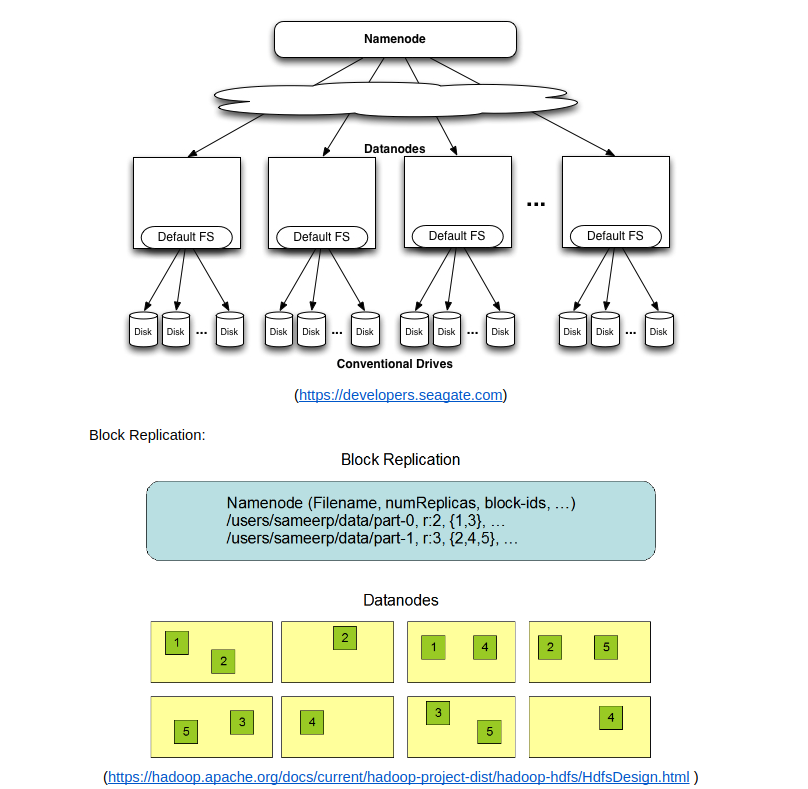 Namenode
Datanodes
...
Default FS Default FS Default FS Default FS
Disk Disk ... Disk Disk Disk ... Disk Disk Disk ... Disk Disk Disk ... Disk
Conventional Drives
(https://developers.seagate.com)
Block Replication:
Block Replication
Namenode (Filename, numReplicas, block-ids, …)
/users/sameerp/data/part-0, r:2, {1,3}, …
/users/sameerp/data/part-1, r:3, {2,4,5}, …
Datanodes
1 2 2 1 4 2 5
5 3 4 3 5 4
(https://hadoop.apache.org/docs/current/hadoop-project-dist/hadoop-hdfs/HdfsDesign.html )